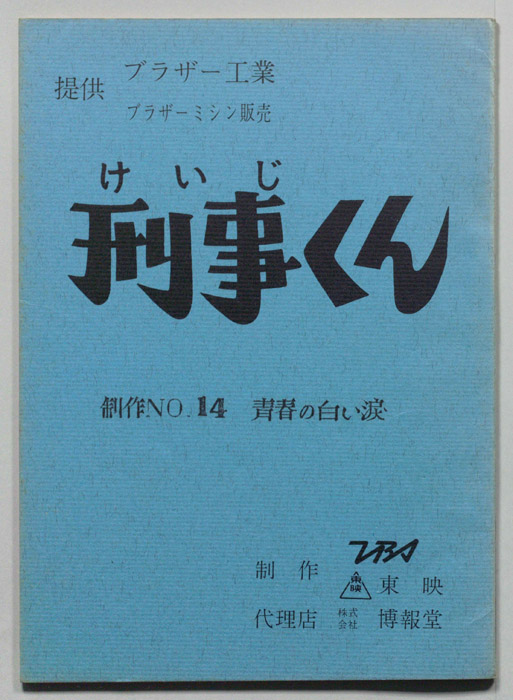 提供 ブラザー工業
ブラザーミシン販売
けいじ
刑事くん
制作NO.14 青春の白い涙
TBS
制作 東映 東映
代理店 株式会社 博報堂